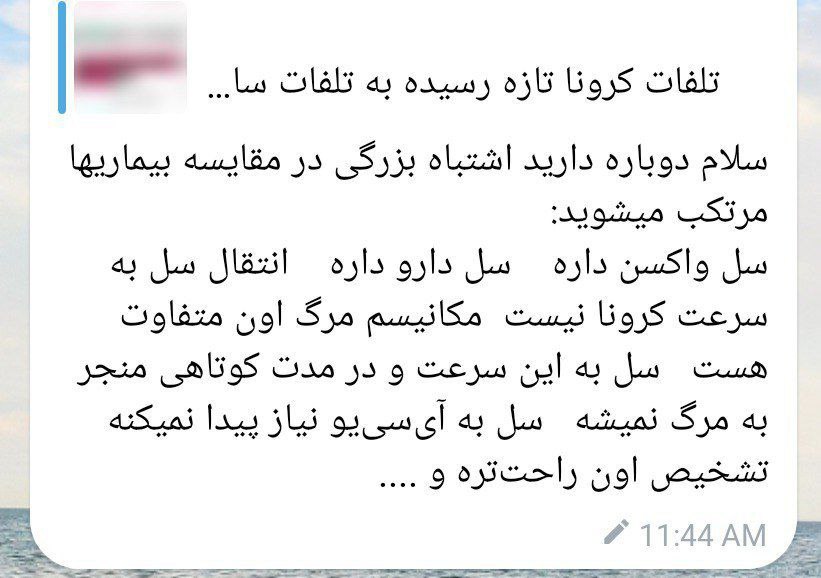 تلفات کرونا تازه رسیده به تلفات سا...
سلام دوباره دارید اشتباه بزرگی در مقایسه بیماریها
مرتکب میشوید:
سل واکسن داره    سل دارو داره    انتقال سل به
سرعت کرونا نیست  مکانیسم مرگ اون متفاوت
هست   سل به این سرعت و در مدت کوتاهی منجر
به مرگ نمیشه   سل به آی‌سی‌یو نیاز پیدا نمیکنه
تشخیص اون راحت‌تره و ....
11:44 AM